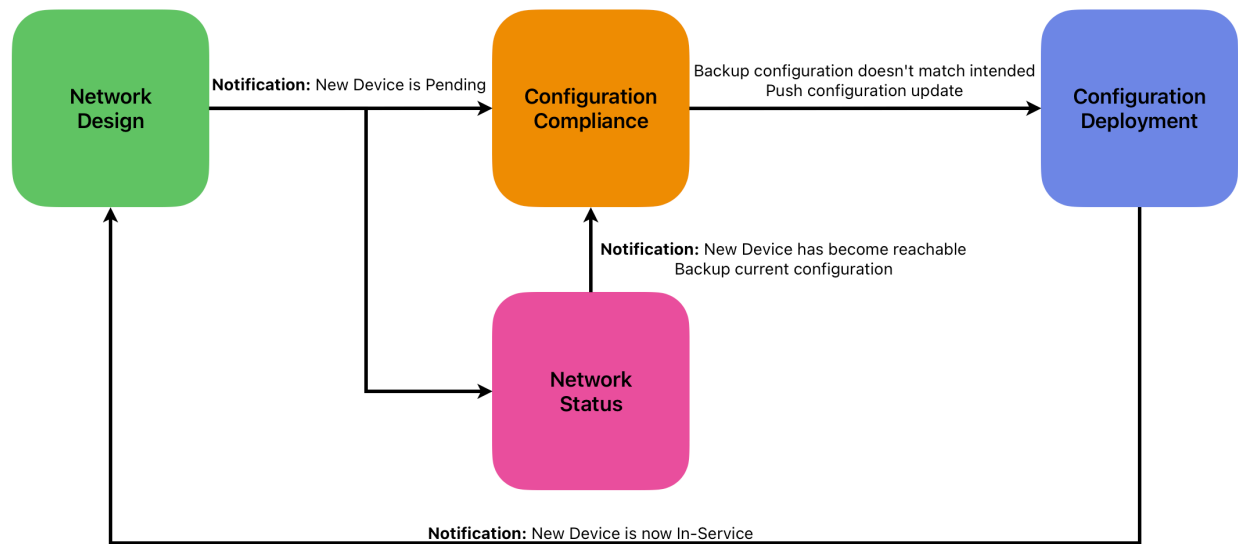 Network
Design
Notification: New Device is Pending
Configuration
Compliance
Backup configuration doesn't match intended
Push configuration update
Configuration
Deployment
Notification: New Device has become reachable
Backup current configuration
Network
Status
Notification: New Device is now In-Service